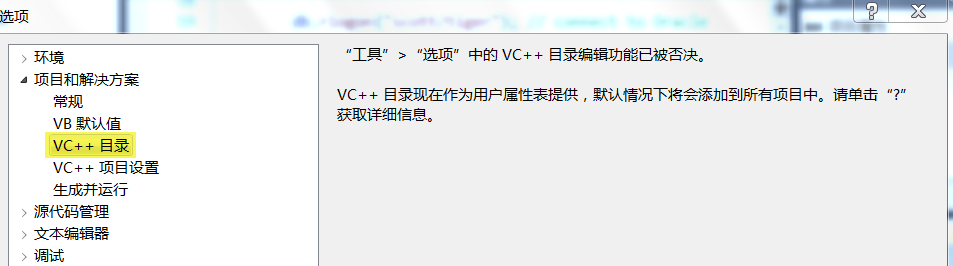 选项
db.rlogon("scott/tiger"); // connect to Oracle
环境
项目和解决方案
常规
VB 默认值
VC++ 目录
VC++ 项目设置
生成并运行
源代码管理
文本编辑器
调试
“工具”>“选项”中的 VC++ 目录编辑功能已被否决。
VC++ 目录现在作为用户属性表提供，默认情况下将会添加到所有项目中。请单击“?”
获取详细信息。